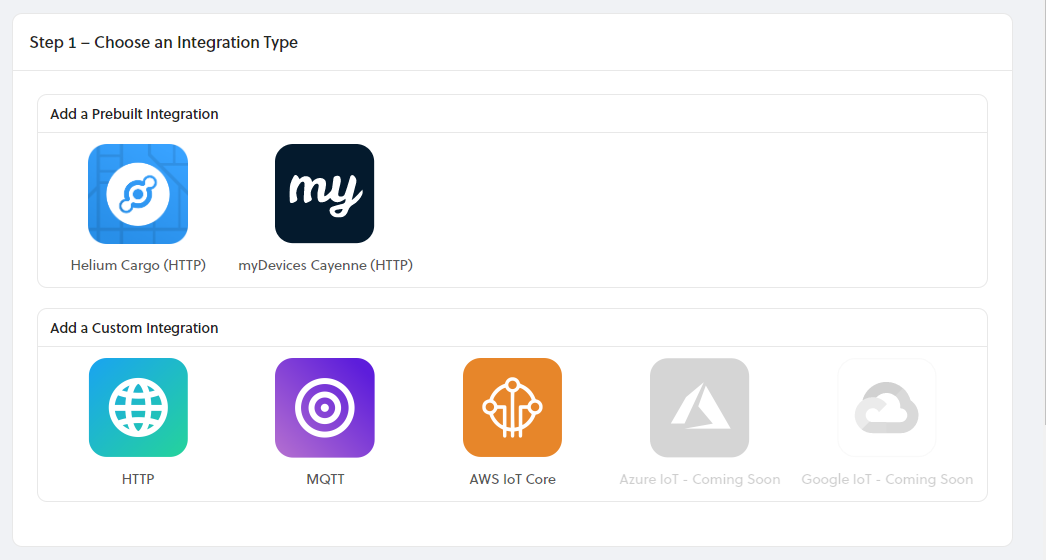 Step 1 – Choose an Integration Type
Add a Prebuilt Integration
my
Helium Cargo (HTTP)
myDevices Cayenne (HTTP)
Add a Custom Integration
HTTP
MQTT
AWS IoT Core
Azure IoT - Coming Soon
Google IoT - Coming Soon